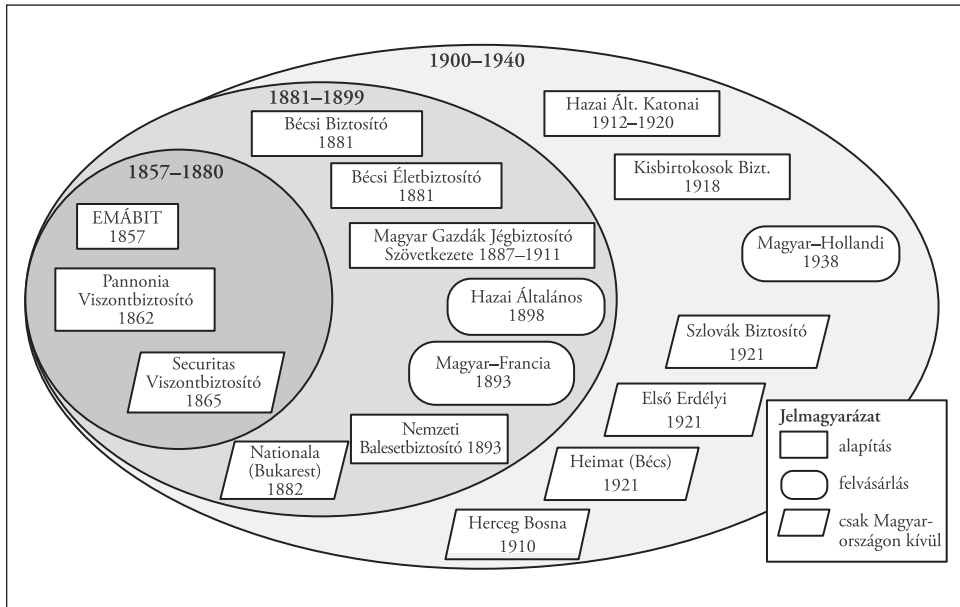 1900–1940
1881–1899
1857–1880
EMÁBIT
1857
Pannonia
Viszontbiztosító
1862
Securitas
Viszontbiztosító
1865
Bécsi Biztosító
1881
Bécsi Életbiztosító
1881
Magyar Gazdák Jégbiztosító
Szövetkezete 1887–1911
Hazai Általános
1898
Magyar–Francia
1893
Nemzeti
Balesetbiztosító 1893
Nationala
(Bukarest)
1882
Hazai Ált. Katonai
1912–1920
Kisbirtokosok Bizt.
1918
Magyar–Hollandi
1938
Szlovák Biztosító
1921
Első Erdélyi
1921
Heimat (Bécs)
1921
Herceg Bosna
1910
Jelmagyarázat
alapítás
felvásárlás
csak Magyar-
országon kívül